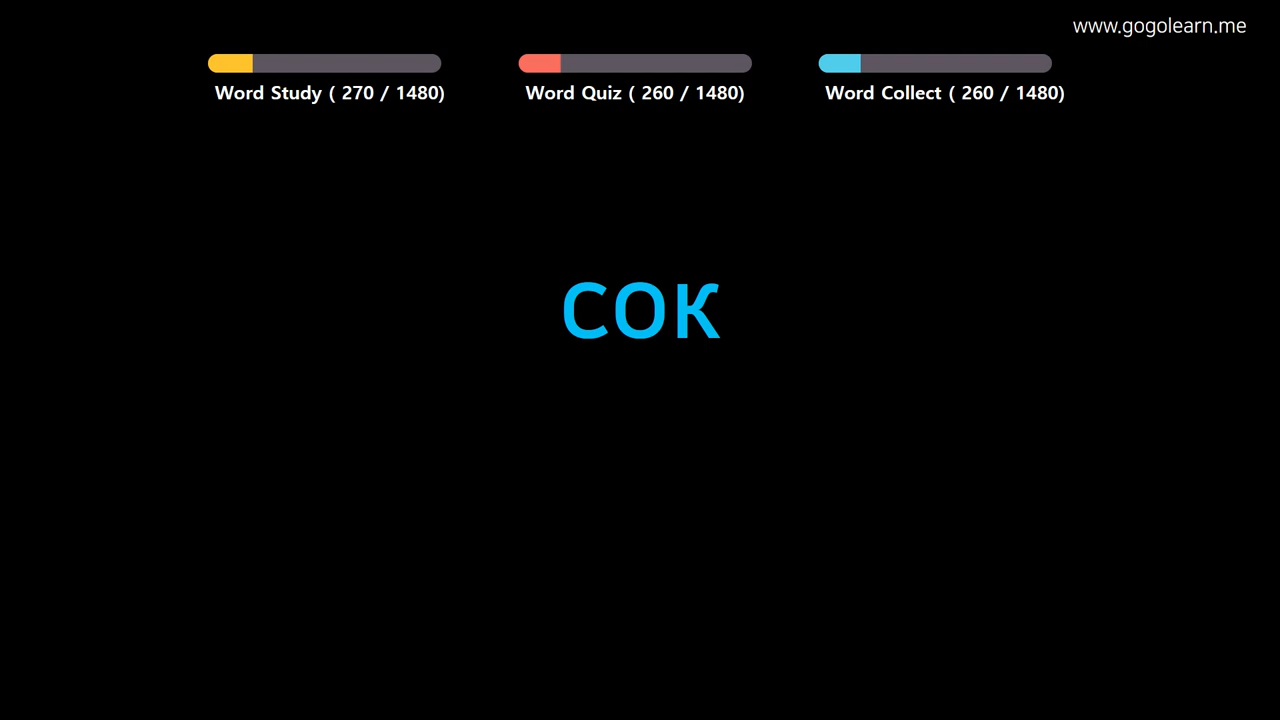 www.gogolearn.me
Word Study ( 270 / 1480)
Word Quiz ( 260 / 1480)
Word Collect ( 260 / 1480)
сок